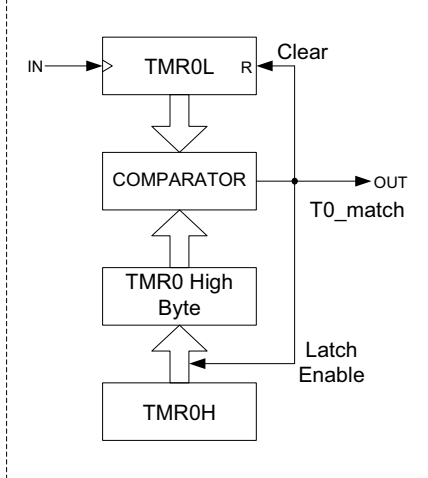 Clear
IN
TMR0L
R
COMPARATOR
OUT
T0_match
TMR0 High
Byte
Latch
Enable
TMR0H